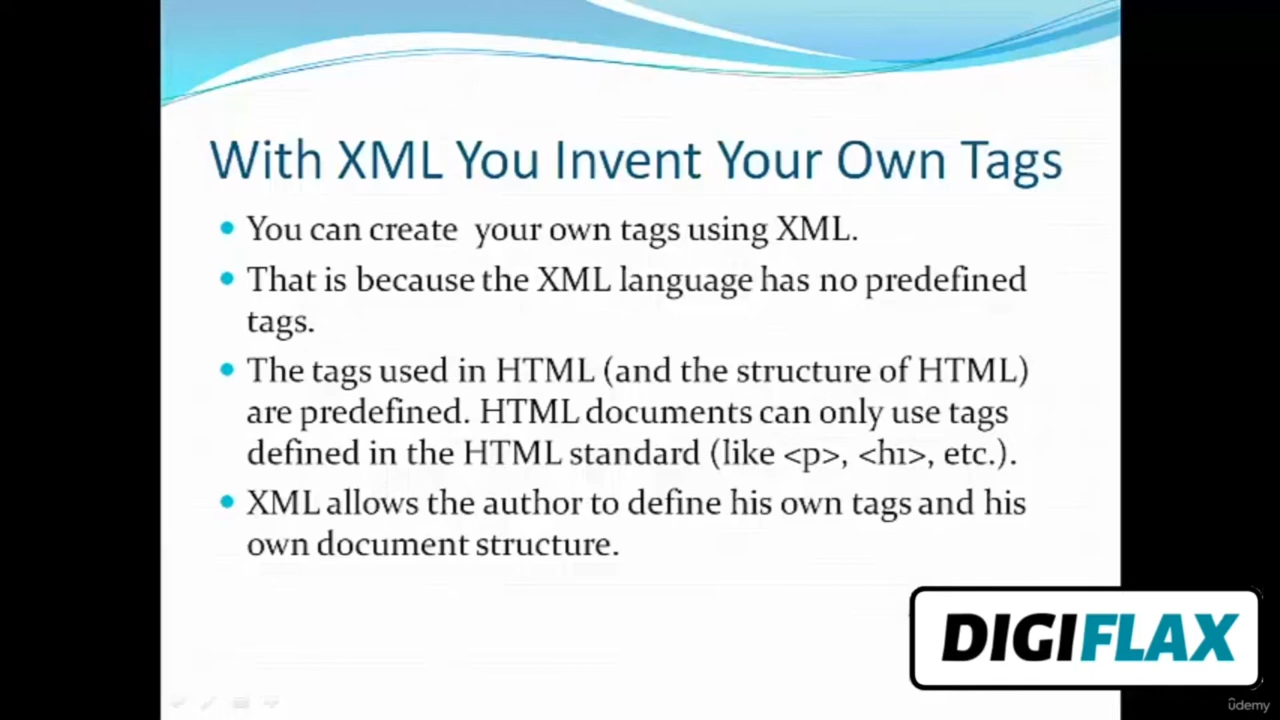 With XML You Invent Your Own Tags
• You can create your own tags using XML.
• That is because the XML language has no predefined
tags.
• The tags used in HTML (and the structure of HTML)
are predefined. HTML documents can only use tags
defined in the HTML standard (like <p>, <h1>, etc.).
• XML allows the author to define his own tags and his
own document structure.
DIGIFLAX
ûdemy